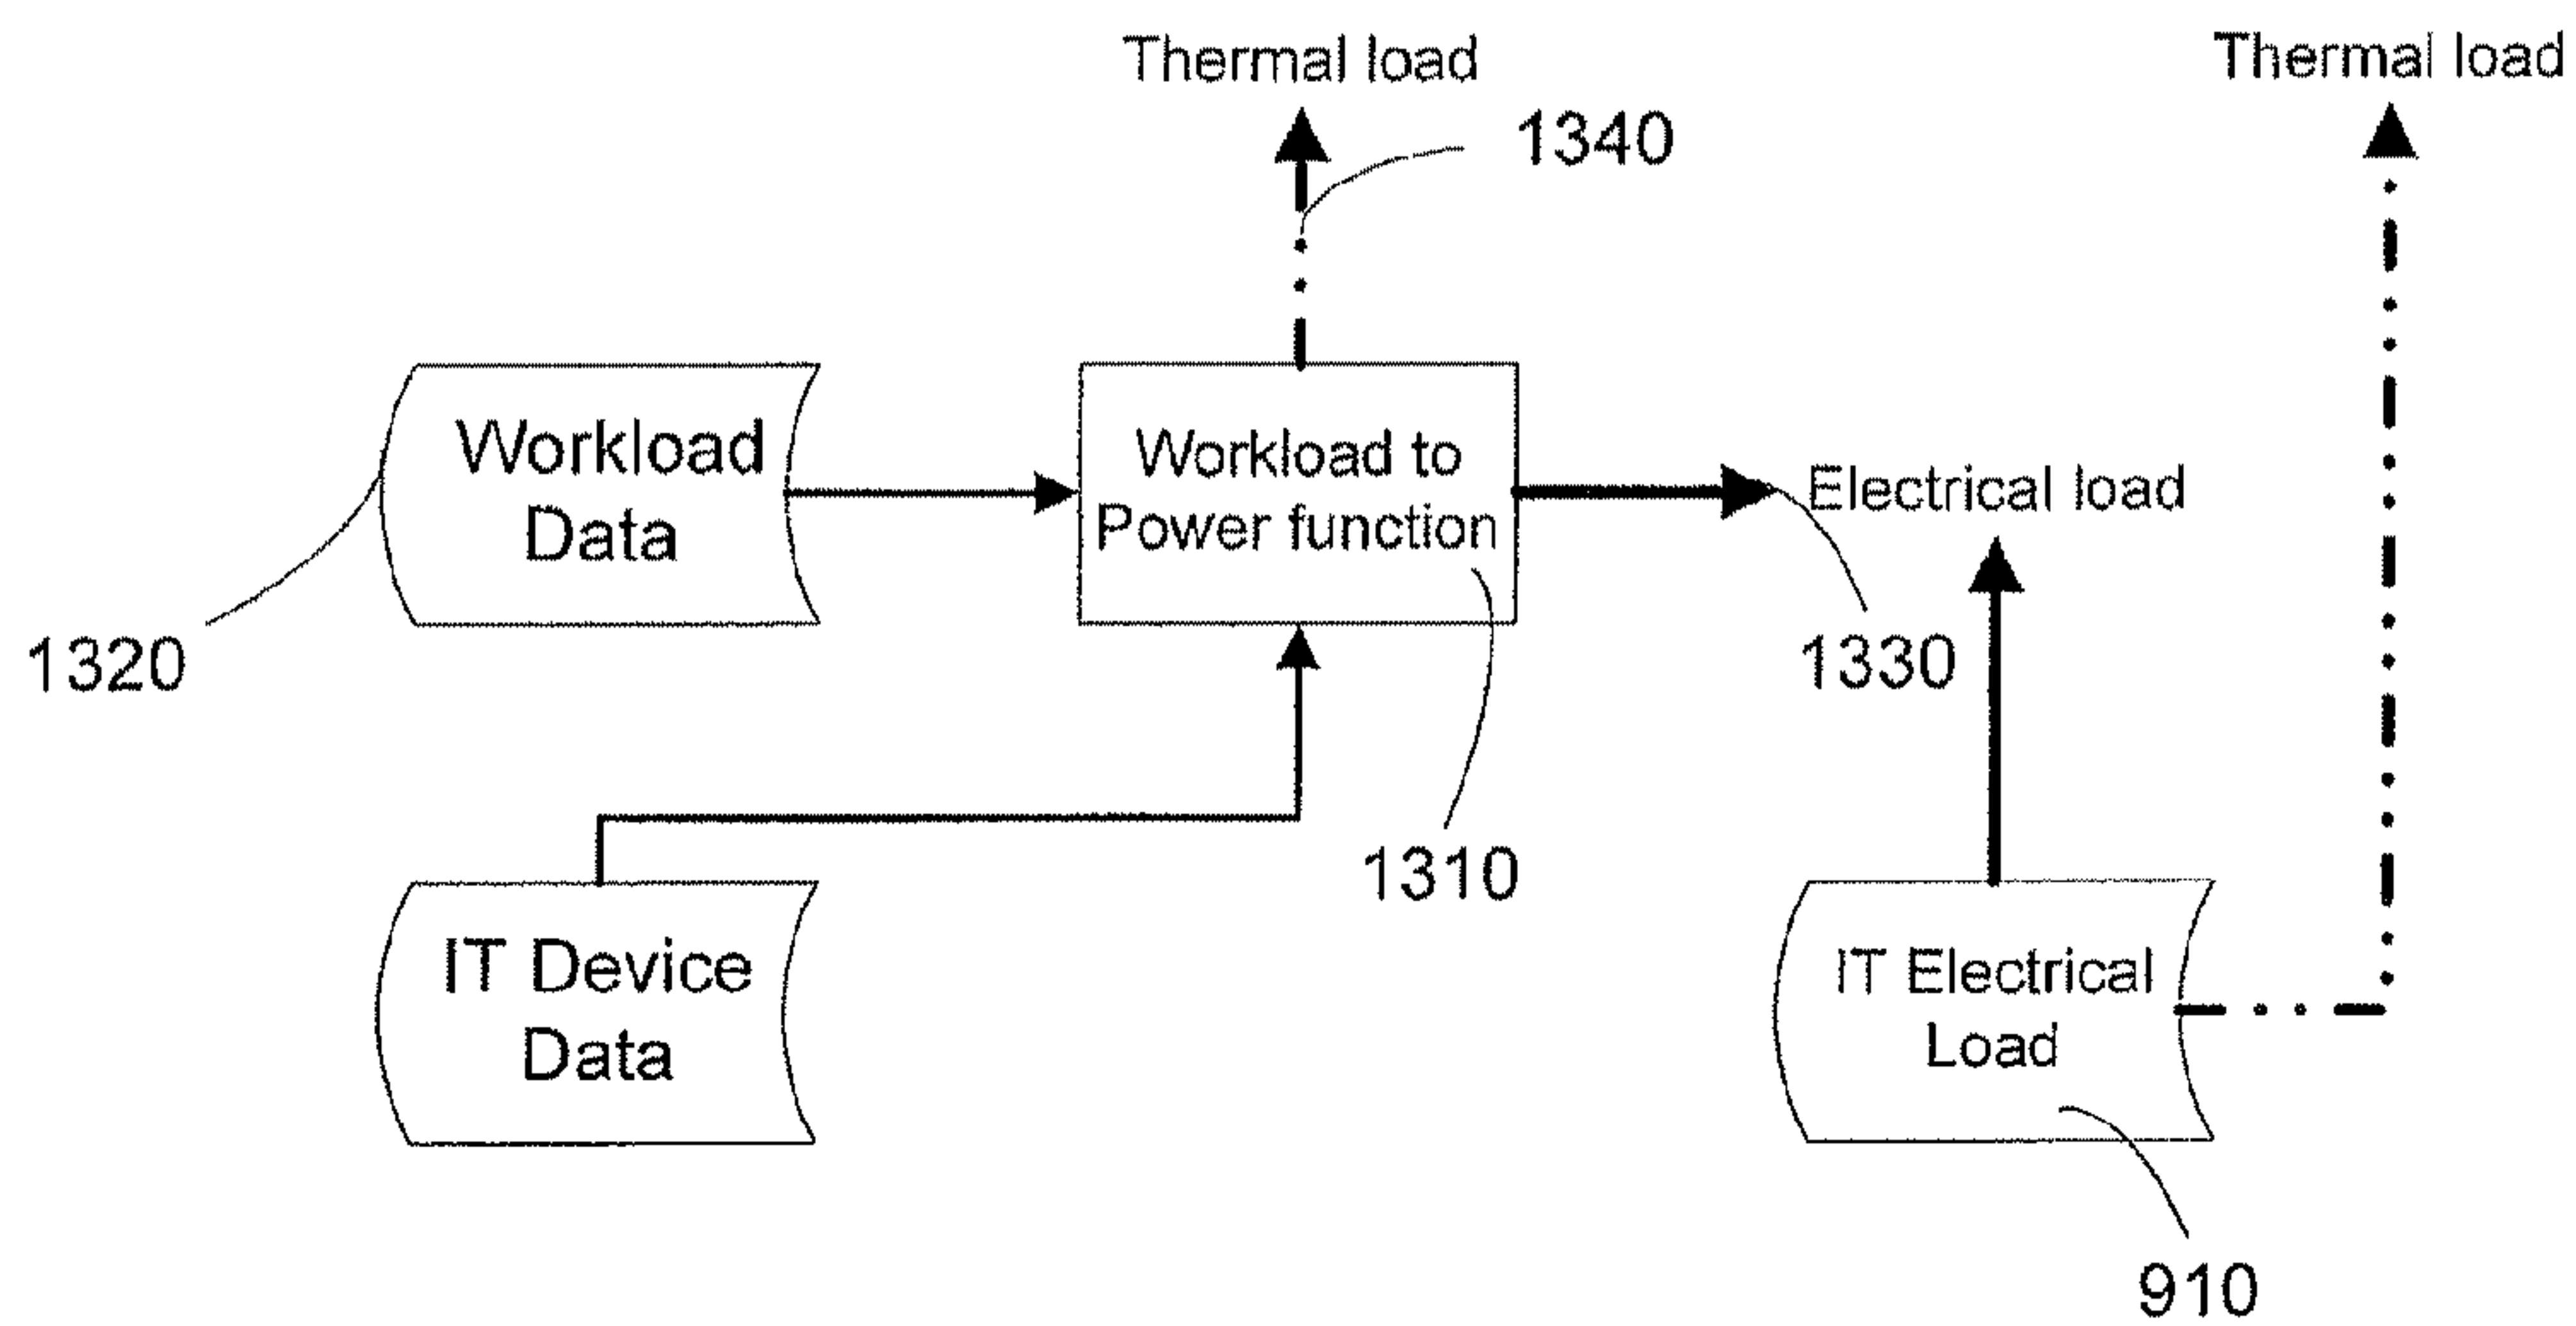 Thermal load
Thermal load
1340
Workload
Data
Workload to
Power function
Electrical load
1320
1330
1310
IT Device
Data
IT Electrical
Load
910